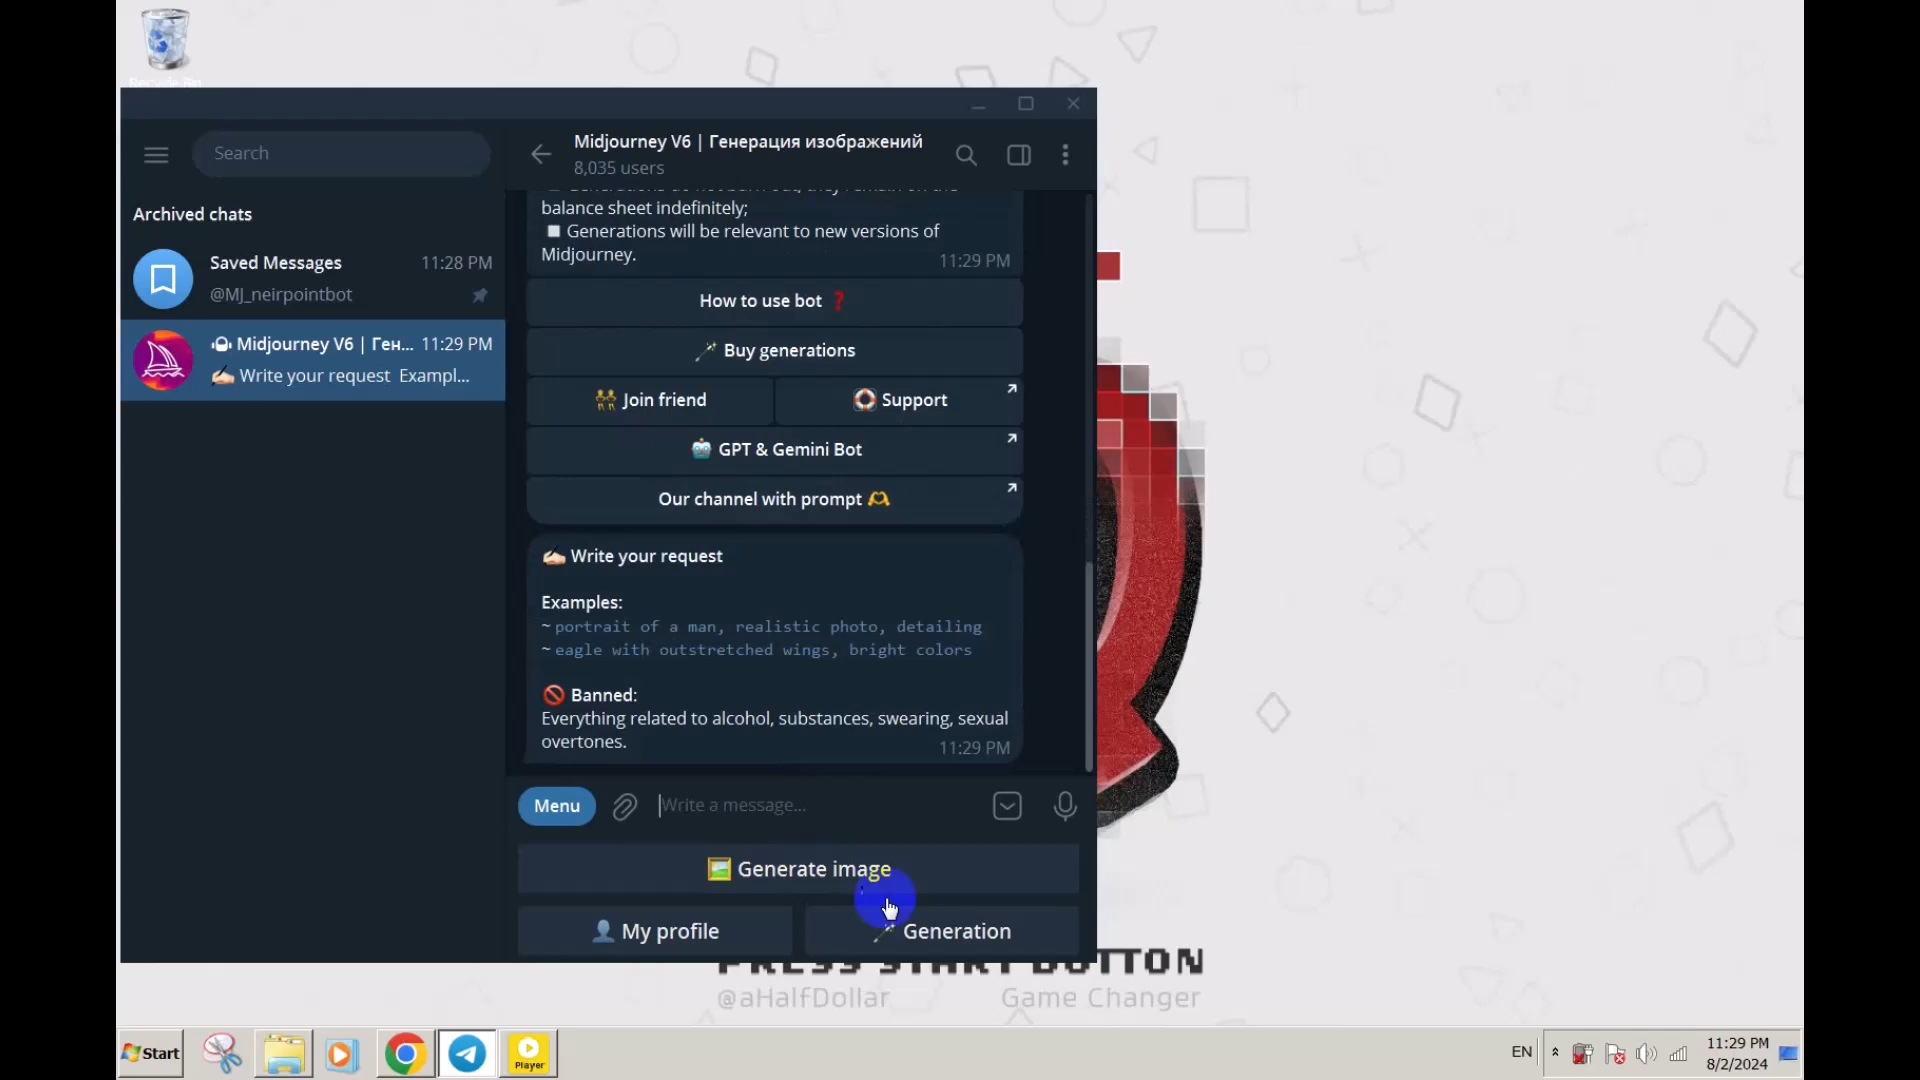 Search
Archived chats
Saved Messages 11:28 PM
@MJ_neirpointbot
Midjourney V6 | Ген... 11:29 PM
✍🏻 Write your request Exampl...
Midjourney V6 | Генерация изображений
8,035 users
balance sheet indefinitely;
◻️ Generations will be relevant to new versions of
Midjourney.
11:29 PM
How to use bot ❓
🪄 Buy generations
👯 Join friend
🛟 Support
🤖 GPT & Gemini Bot
Our channel with prompt 🫶
✍🏻 Write your request
Examples:
~ portrait of a man, realistic photo, detailing
~ eagle with outstretched wings, bright colors
🚫 Banned:
Everything related to alcohol, substances, swearing, sexual
overtones.
11:29 PM
Menu
Write a message...
🖼️ Generate image
👤 My profile
🪄 Generation
PRESS START BUTTON
@aHalfDollar Game Changer
Start
Player
EN
11:29 PM
8/2/2024